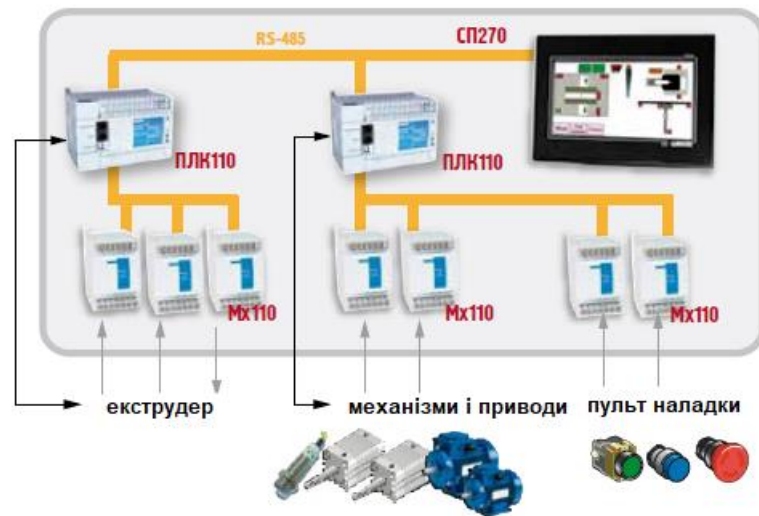 RS-485
СП270
ПЛК110
ПЛК110
Мх110
Мх110
Мх110
екструдер
механізми і приводи
пульт наладки